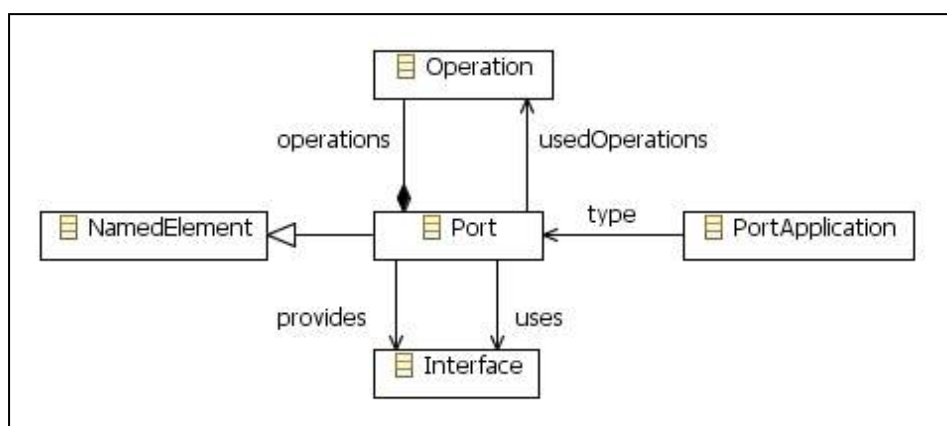 Operation
operations
usedOperations
NamedElement
Port
type
PortApplication
provides
uses
Interface